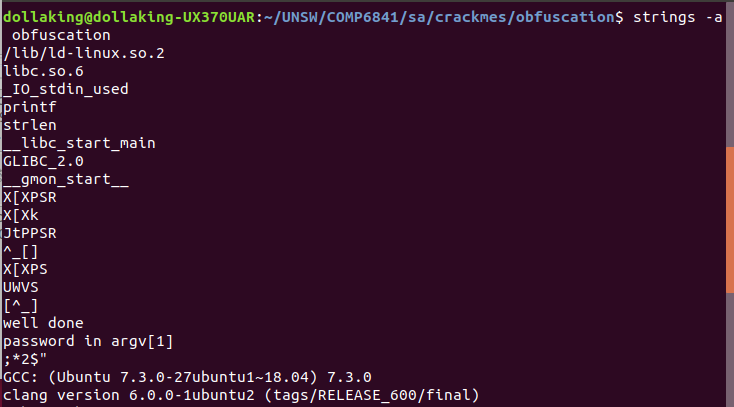 dollaking@dollaking-UX370UAR:~/UNSW/COMP6841/sa/crackmes/obfuscation$ strings -a
 obfuscation
/lib/ld-linux.so.2
libc.so.6
_IO_stdin_used
printf
strlen
__libc_start_main
GLIBC_2.0
__gmon_start__
X[XPSR
X[Xk
JtPPSR
^_[]
X[XPS
UWVS
[^_]
well done
password in argv[1]
;*2$"
GCC: (Ubuntu 7.3.0-27ubuntu1~18.04) 7.3.0
clang version 6.0.0-1ubuntu2 (tags/RELEASE_600/final)